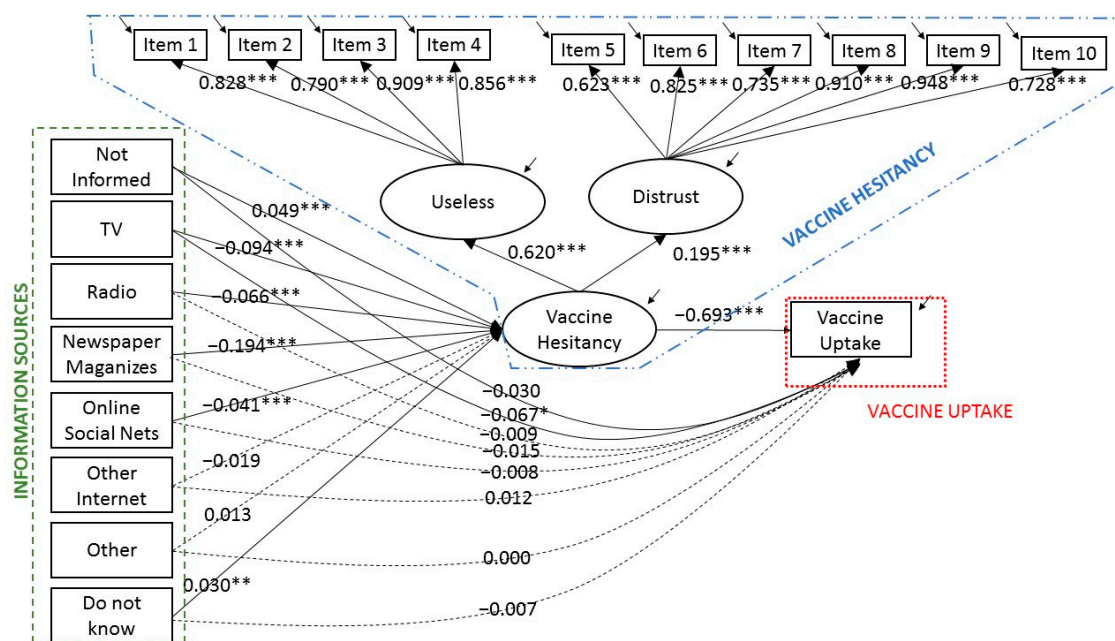 Item 1
Item 2
Item 3
Item 4
Item 5
Item 6
Item 7
Item 8
Item 9
Item 10
0.828***
0.790***
0.909***
0.856***
0.623***
0.825***
0.735***
0.910***
0.948***
0.728***
Useless
Distrust
VACCINE HESITANCY
0.620***
0.195***
Vaccine
Hesitancy
−0.693***
Vaccine
Uptake
VACCINE UPTAKE
INFORMATION SOURCES
Not
Informed
TV
Radio
Newspaper
Maganizes
Online
Social Nets
Other
Internet
Other
Do not
know
0.049***
−0.094***
−0.066***
−0.194***
−0.041***
−0.019
0.013
0.030**
−0.030
−0.067*
−0.009
−0.015
−0.008
0.012
0.000
−0.007